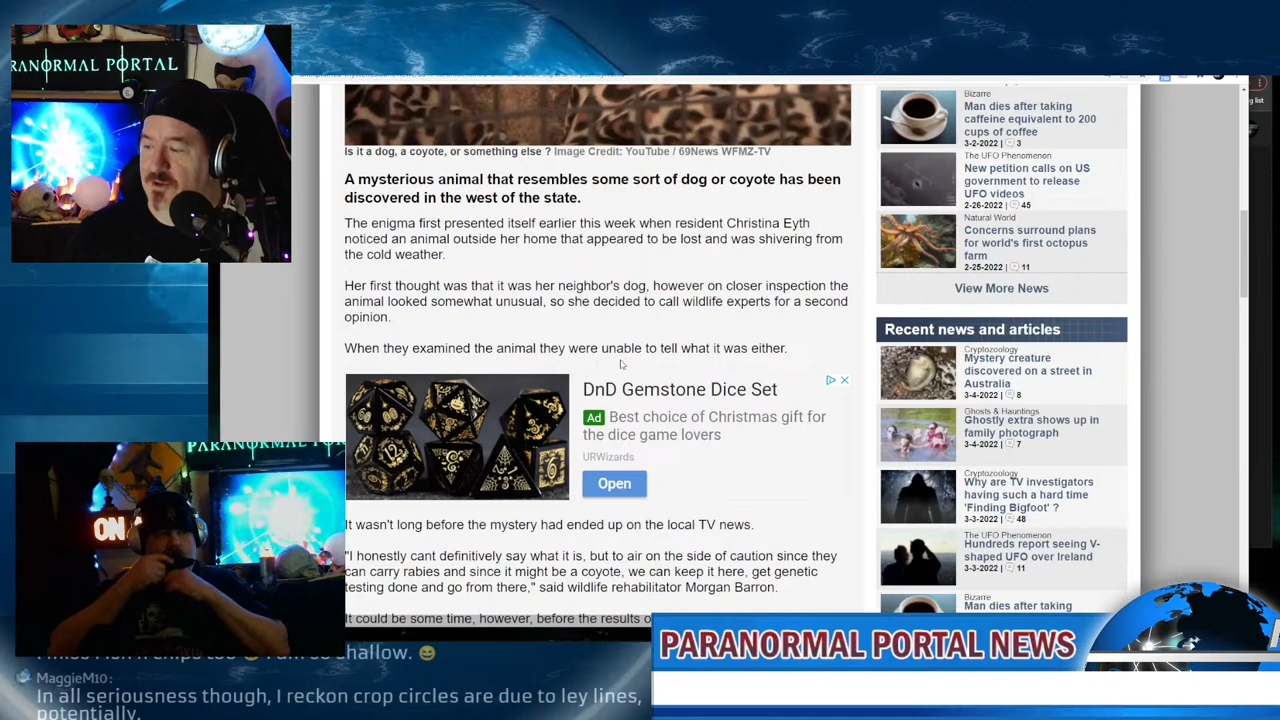 RANORMAL PORTAL
Is it a dog, a coyote, or something else ? Image Credit: YouTube / 69News WFMZ-TV
A mysterious animal that resembles some sort of dog or coyote has been
discovered in the west of the state.
The enigma first presented itself earlier this week when resident Christina Eyth
noticed an animal outside her home that appeared to be lost and was shivering from
the cold weather.
Her first thought was that it was her neighbor's dog, however on closer inspection the
animal looked somewhat unusual, so she decided to call wildlife experts for a second
opinion.
When they examined the animal they were unable to tell what it was either.
DnD Gemstone Dice Set
Ad Best choice of Christmas gift for
the dice game lovers
URWizards
Open
It wasn't long before the mystery had ended up on the local TV news.
"I honestly cant definitively say what it is, but to air on the side of caution since they
can carry rabies and since it might be a coyote, we can keep it here, get genetic
testing done and go from there," said wildlife rehabilitator Morgan Barron.
It could be some time, however, before the results o
Bizarre
Man dies after taking
caffeine equivalent to 200
cups of coffee
3-2-2022 | 3
The UFO Phenomenon
New petition calls on US
government to release
UFO videos
2-26-2022 | 45
Natural World
Concerns surround plans
for world's first octopus
farm
2-25-2022 | 11
View More News
Recent news and articles
Cryptozoology
Mystery creature
discovered on a street in
Australia
3-4-2022 | 8
Ghosts & Hauntings
Ghostly extra shows up in
family photograph
3-4-2022 | 7
Cryptozoology
Why are TV investigators
having such a hard time
'Finding Bigfoot' ?
3-3-2022 | 48
The UFO Phenomenon
Hundreds report seeing V-
shaped UFO over Ireland
3-3-2022 | 11
Bizarre
Man dies after taking
PARANORMAL PORTA
ON
shallow. 😄
MaggieM10:
In all seriousness though, I reckon crop circles are due to ley lines,
potentially.
PARANORMAL PORTAL NEWS